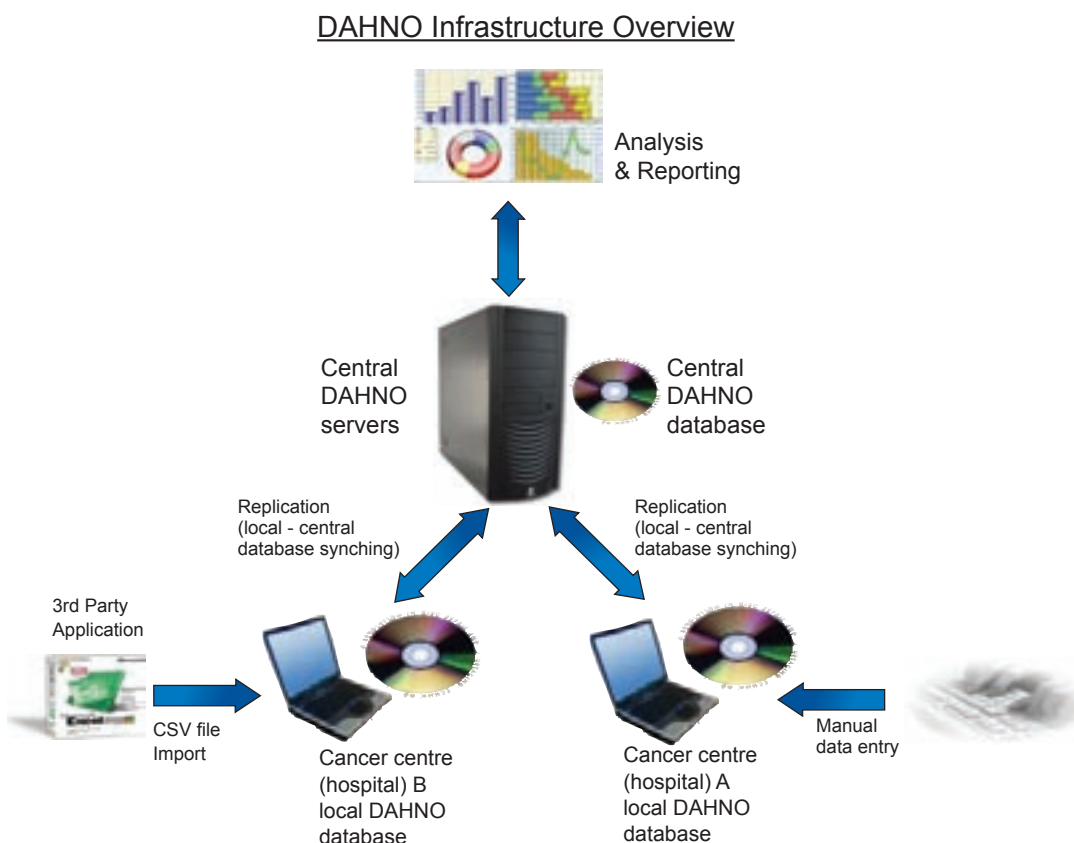 DAHNO Infrastructure Overview
Analysis
& Reporting
Central
DAHNO
servers
Central
DAHNO
database
Replication
(local - central
database synching)
Replication
(local - central
database synching)
3rd Party
Application
CSV file
Import
Cancer centre
(hospital) B
local DAHNO
database
Cancer centre
(hospital) A
local DAHNO
database
Manual
data entry